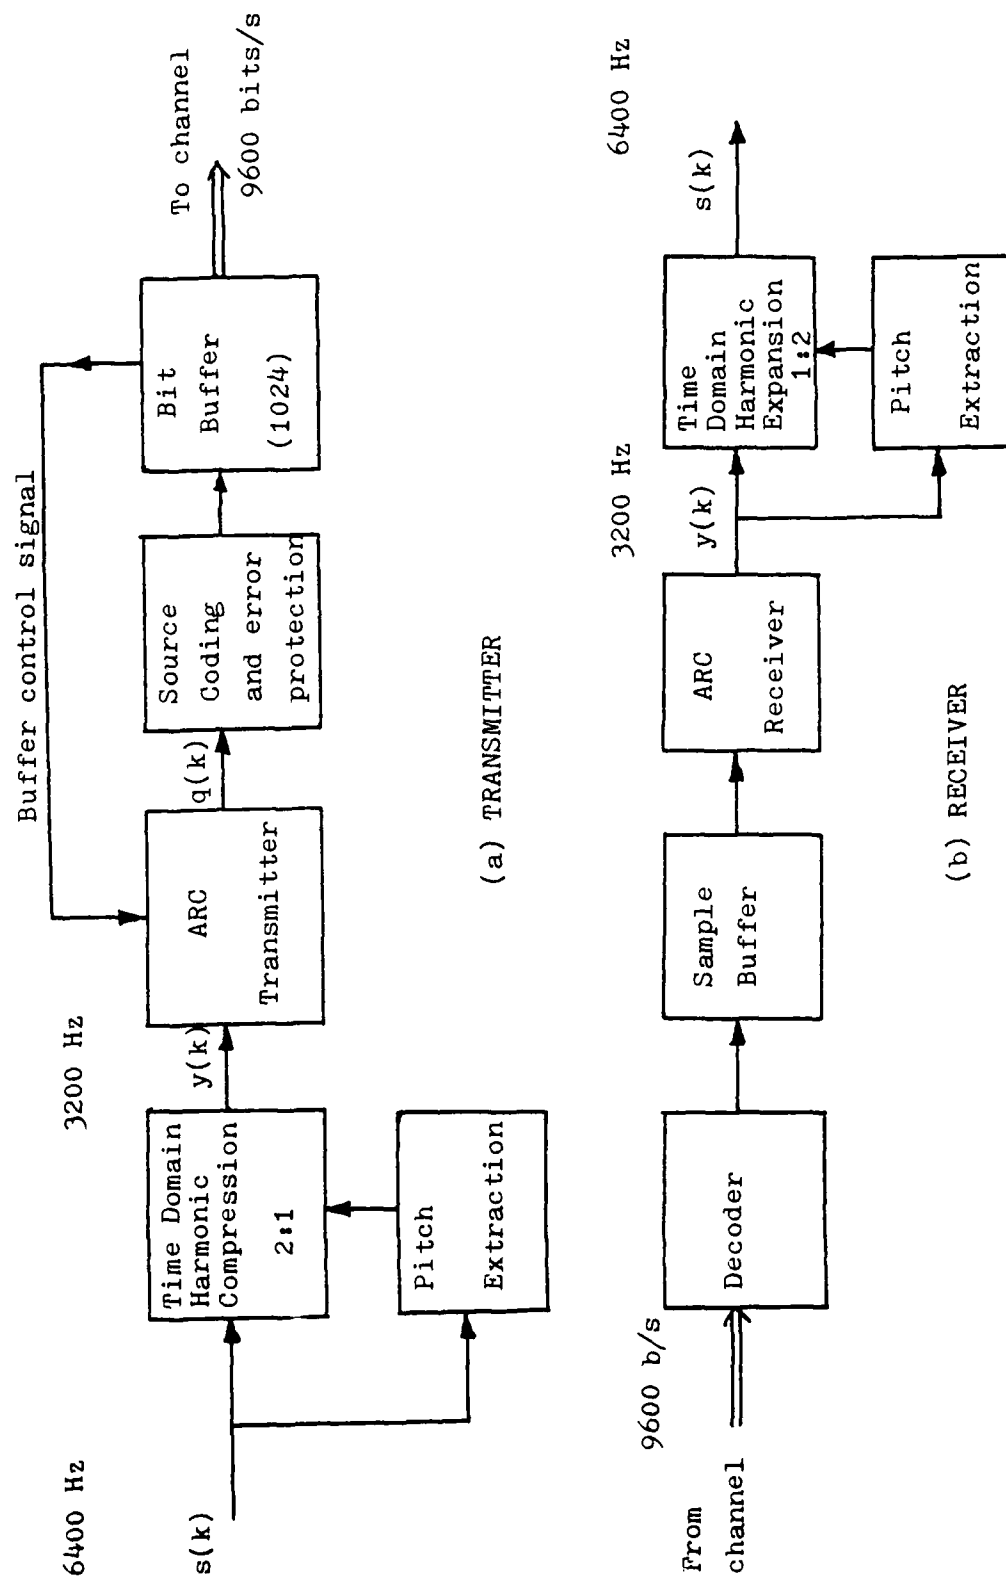 6400 Hz
s(k)
Time Domain
Harmonic
Compression
2:1
Pitch
Extraction
3200 Hz
y(k)
ARC
Transmitter
Buffer control signal
q(k)
Source
Coding
and error
protection
Bit
Buffer
(1024)
To channel
9600 bits/s
(a) TRANSMITTER
From
channel
9600 b/s
Decoder
Sample
Buffer
ARC
Receiver
3200 Hz
y(k)
Time
Domain
Harmonic
Expansion
1:2
Pitch
Extraction
s(k)
6400 Hz
(b) RECEIVER